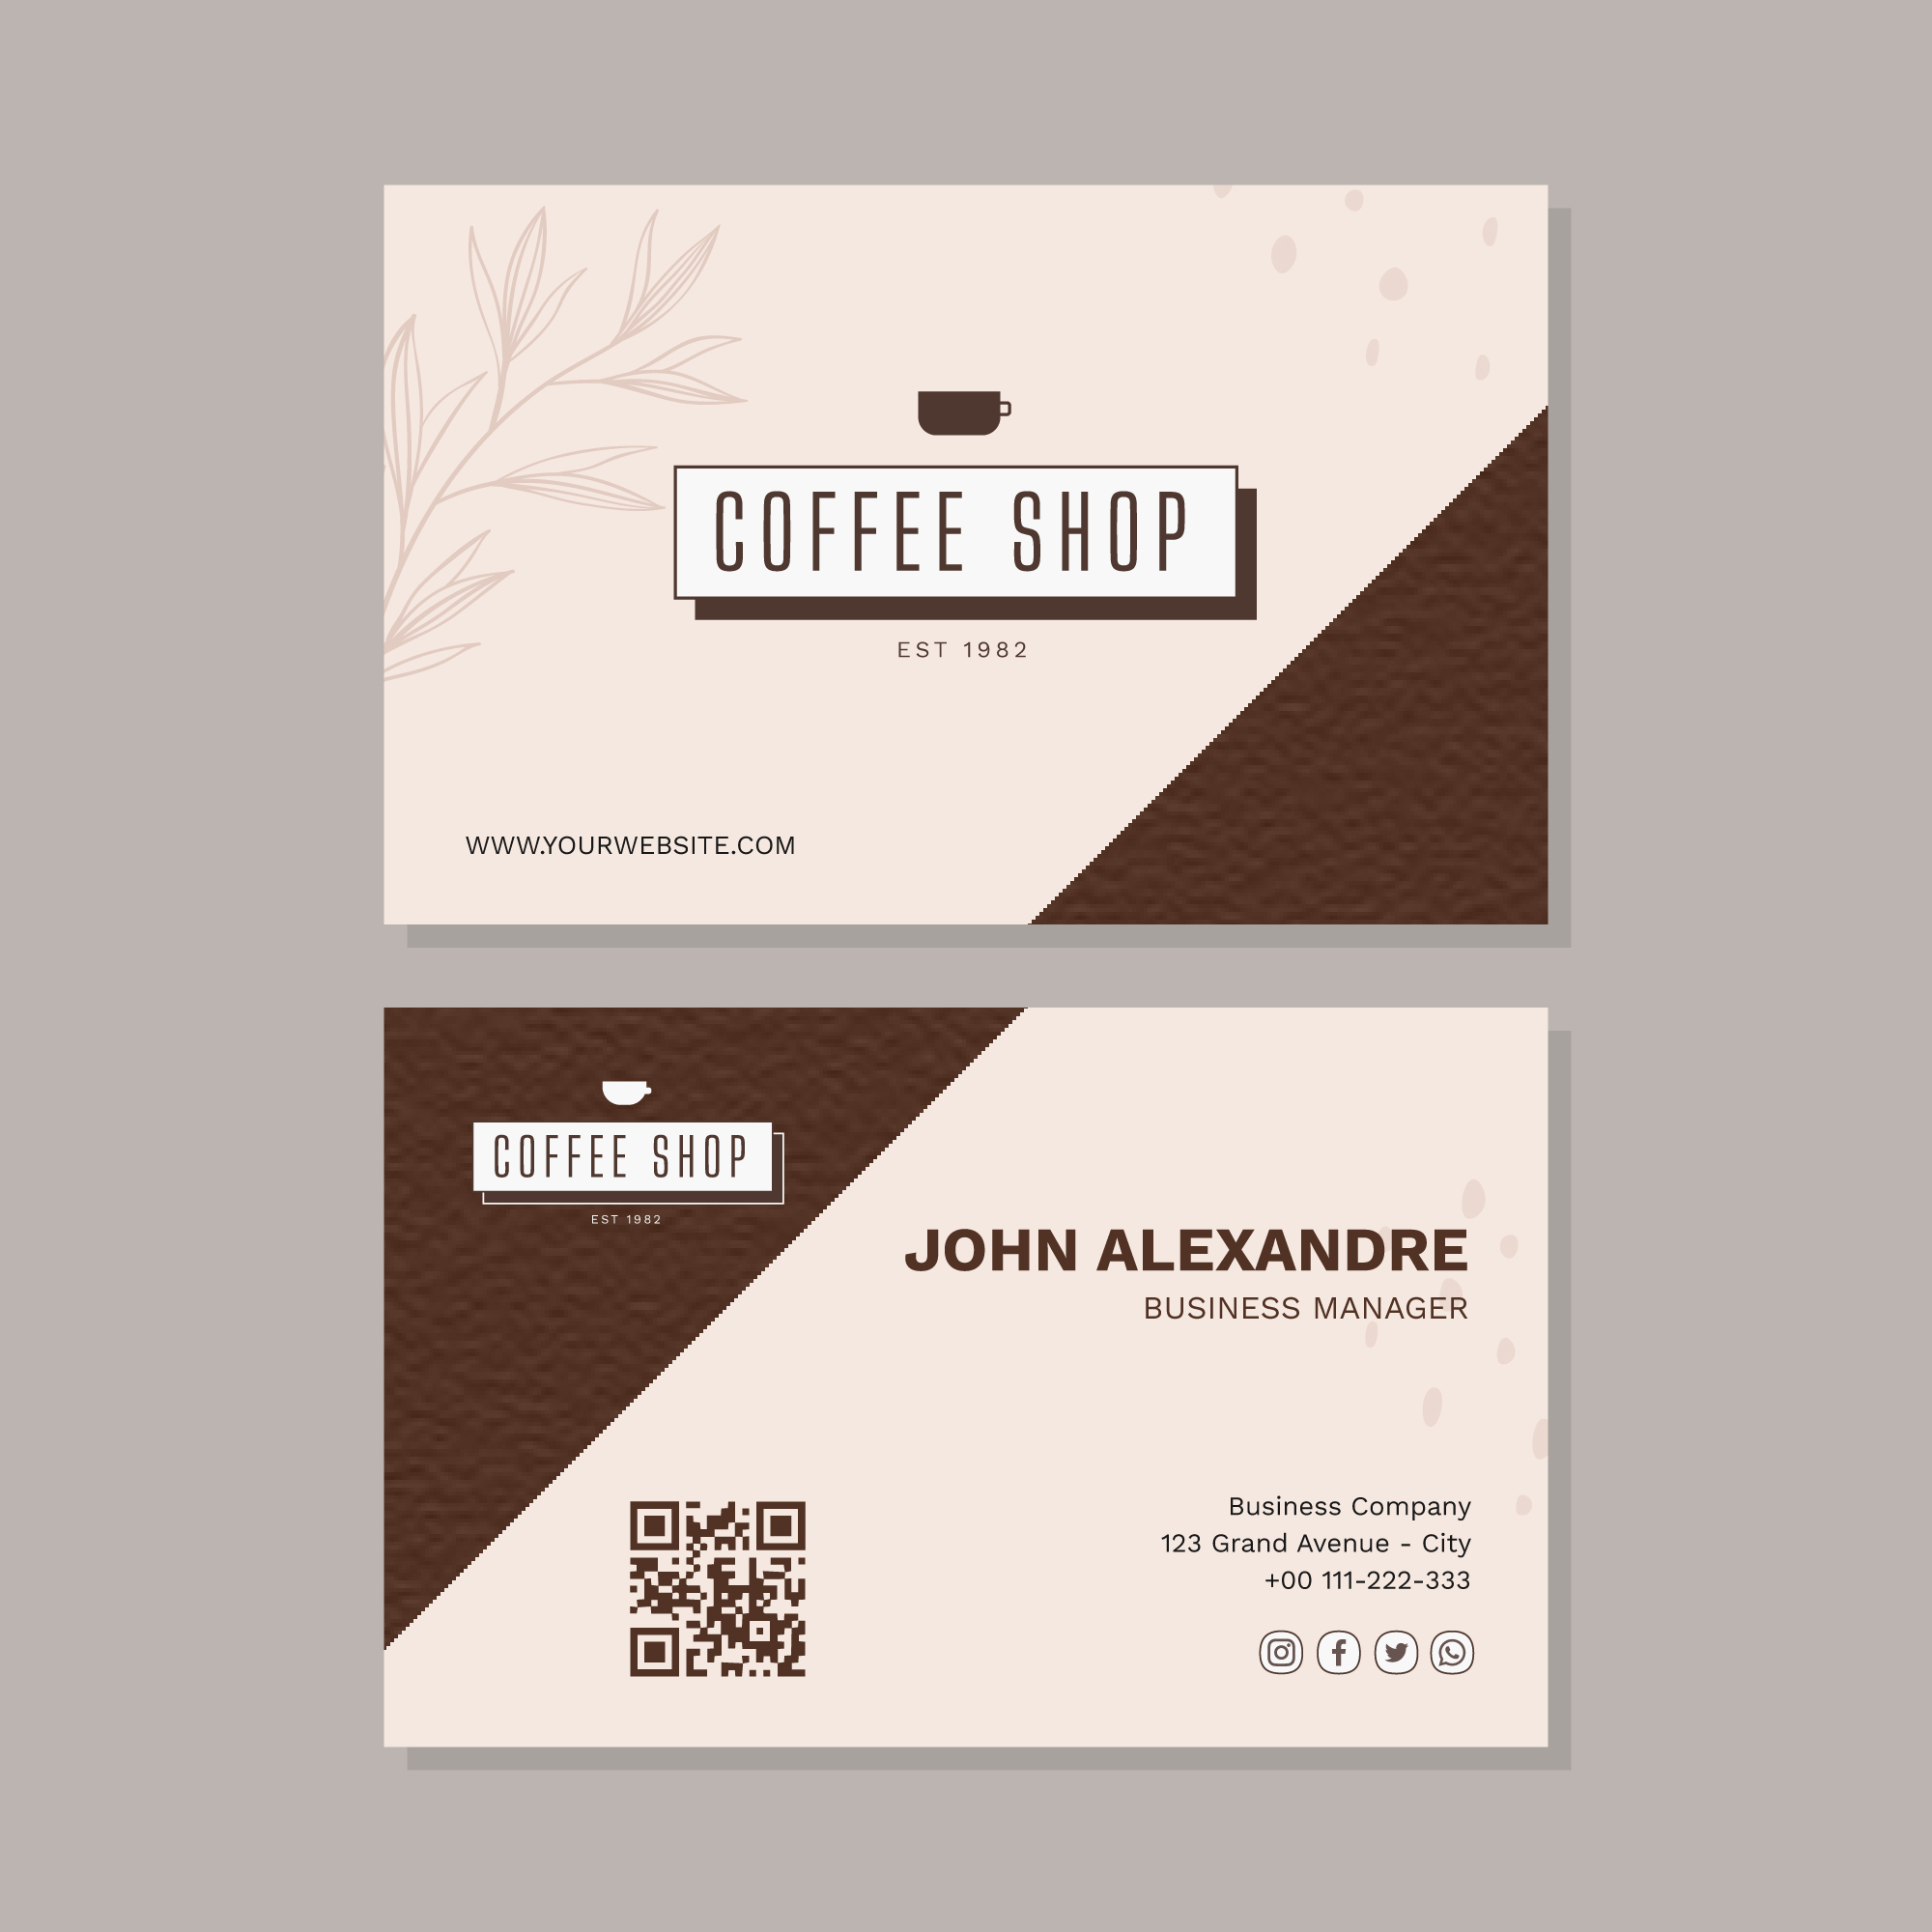 COFFEE SHOP
EST 1982
WWW.YOURWEBSITE.COM
COFFEE SHOP
EST 1982
JOHN ALEXANDRE
BUSINESS MANAGER
Business Company
123 Grand Avenue - City
+00 111-222-333